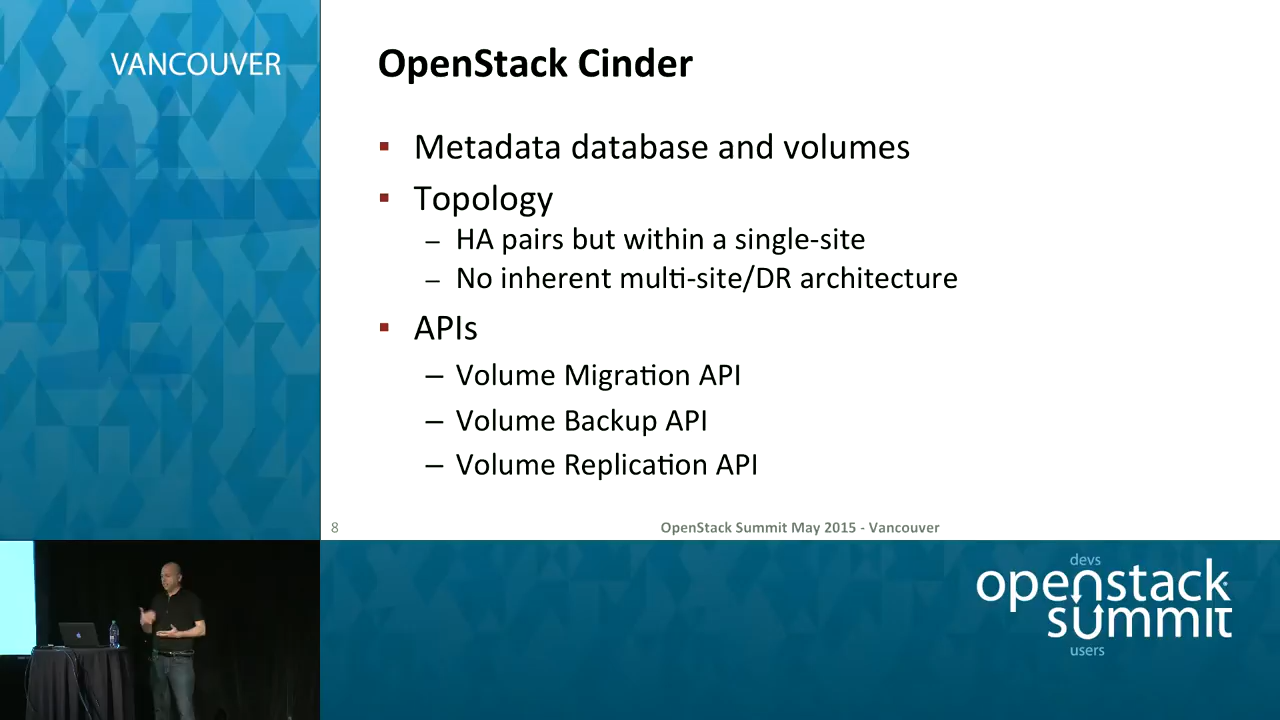 VANCOUVER
OpenStack Cinder
▪ Metadata database and volumes
▪ Topology
– HA pairs but within a single-site
– No inherent multi-site/DR architecture
▪ APIs
– Volume Migration API
– Volume Backup API
– Volume Replication API
8
OpenStack Summit May 2015 - Vancouver
devs
openstack
summit
users